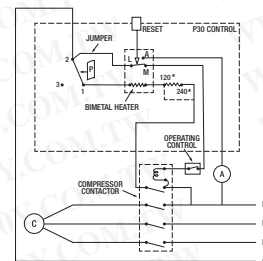 RESET
P30 CONTROL
JUMPER
2
L
A
M
P
120*
3
1
240*
BIMETAL HEATER
OPERATING
CONTROL
COMPRESSOR
CONTACTOR
A
C